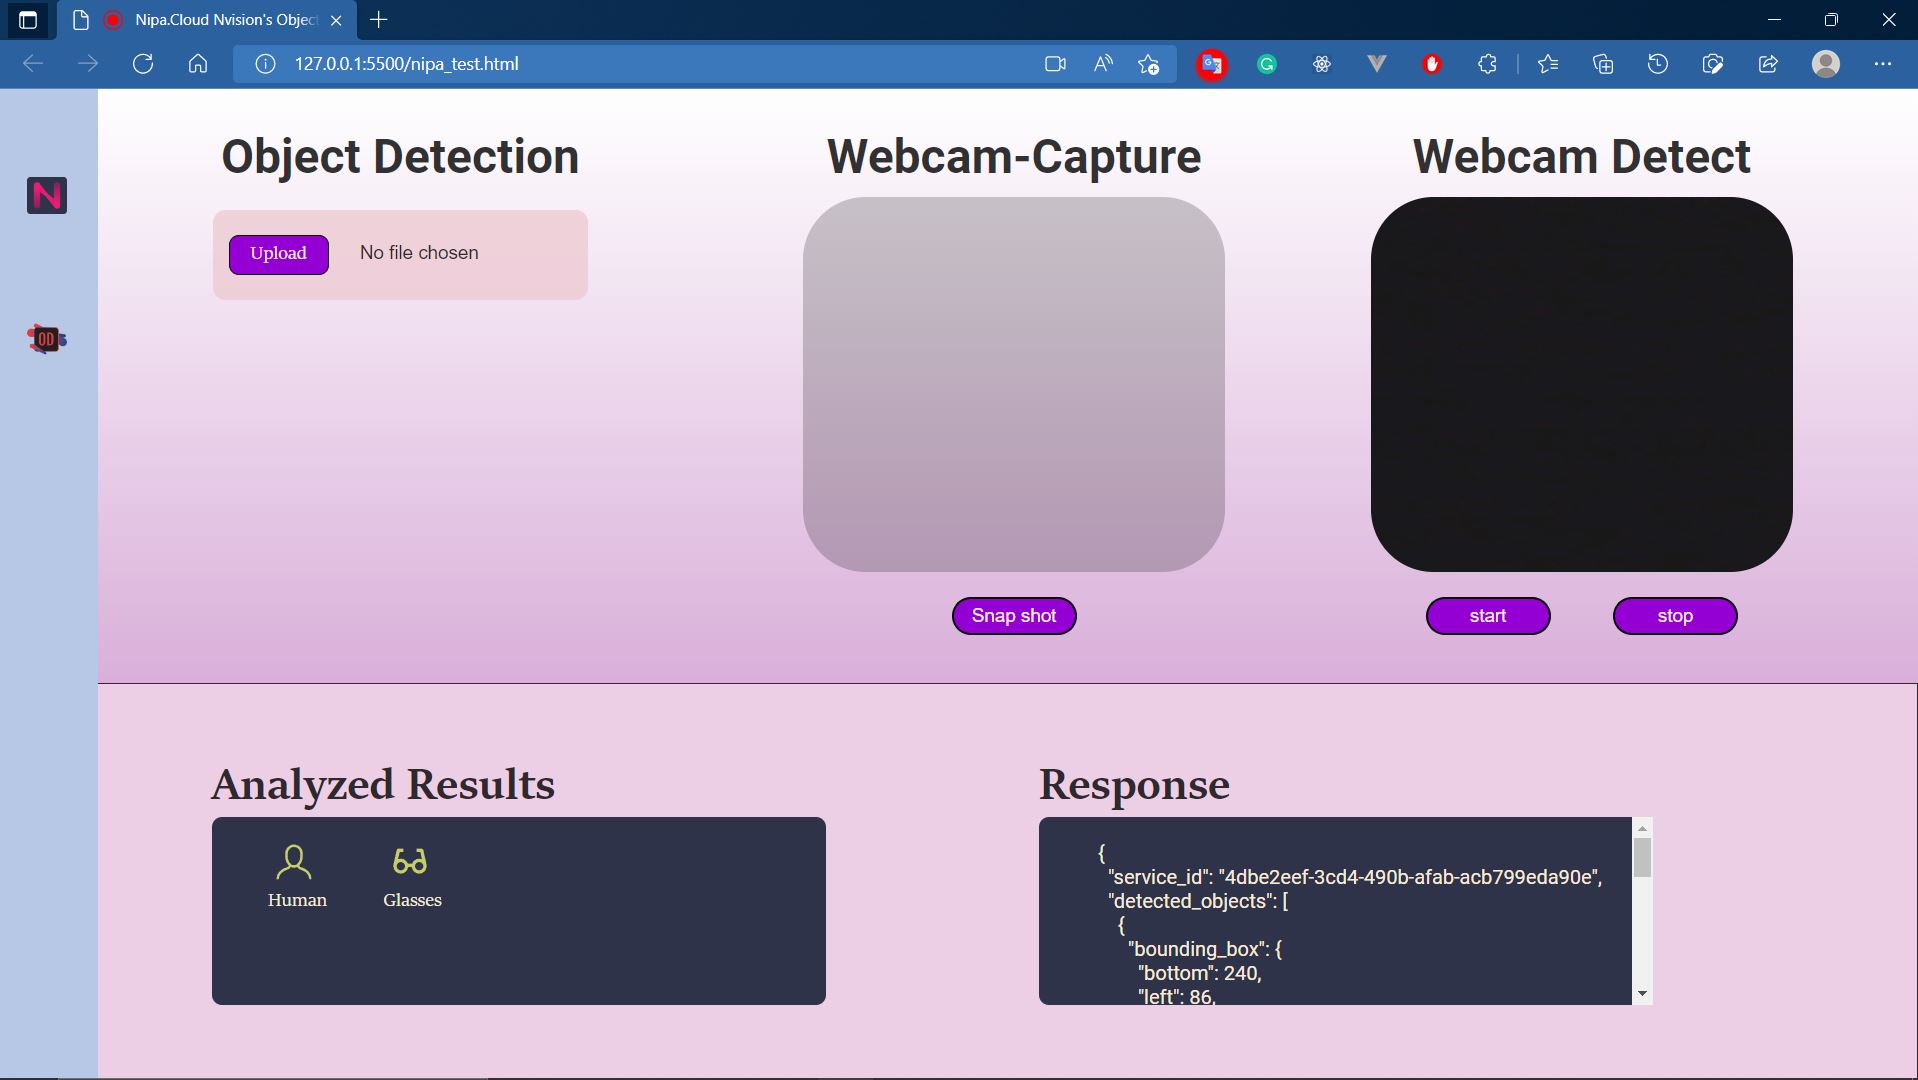 Nipa.Cloud Nvision's Objec
127.0.0.1:5500/nipa_test.html
Object Detection
Webcam-Capture
Webcam Detect
N
Upload
No file chosen
OD
Snap shot
start
stop
Analyzed Results
Response
Human
Glasses
{
"service_id": "4dbe2eef-3cd4-490b-afab-acb799eda90e",
"detected_objects": [
{
"bounding_box": {
"bottom": 240,
"left": 86,